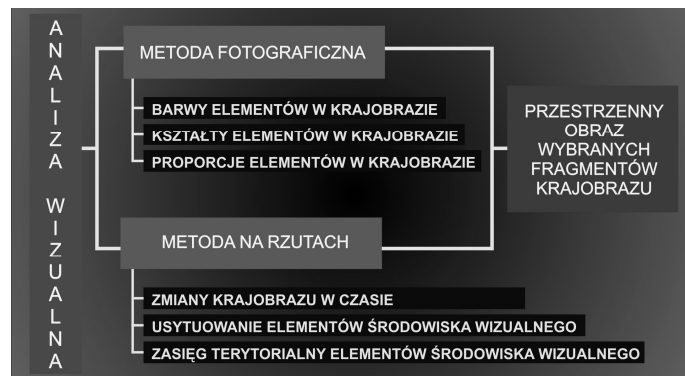 ANALIZA WIZUALNA
METODA FOTOGRAFICZNA
BARWY ELEMENTÓW W KRAJOBRAZIE
KSZTAŁTY ELEMENTÓW W KRAJOBRAZIE
PROPORCJE ELEMENTÓW W KRAJOBRAZIE
METODA NA RZUTACH
ZMIANY KRAJOBRAZU W CZASIE
USYTUOWANIE ELEMENTÓW ŚRODOWISKA WIZUALNEGO
ZASIĘG TERYTORIALNY ELEMENTÓW ŚRODOWISKA WIZUALNEGO
PRZESTRZENNY
OBRAZ
WYBRANYCH
FRAGMENTÓW
KRAJOBRAZU